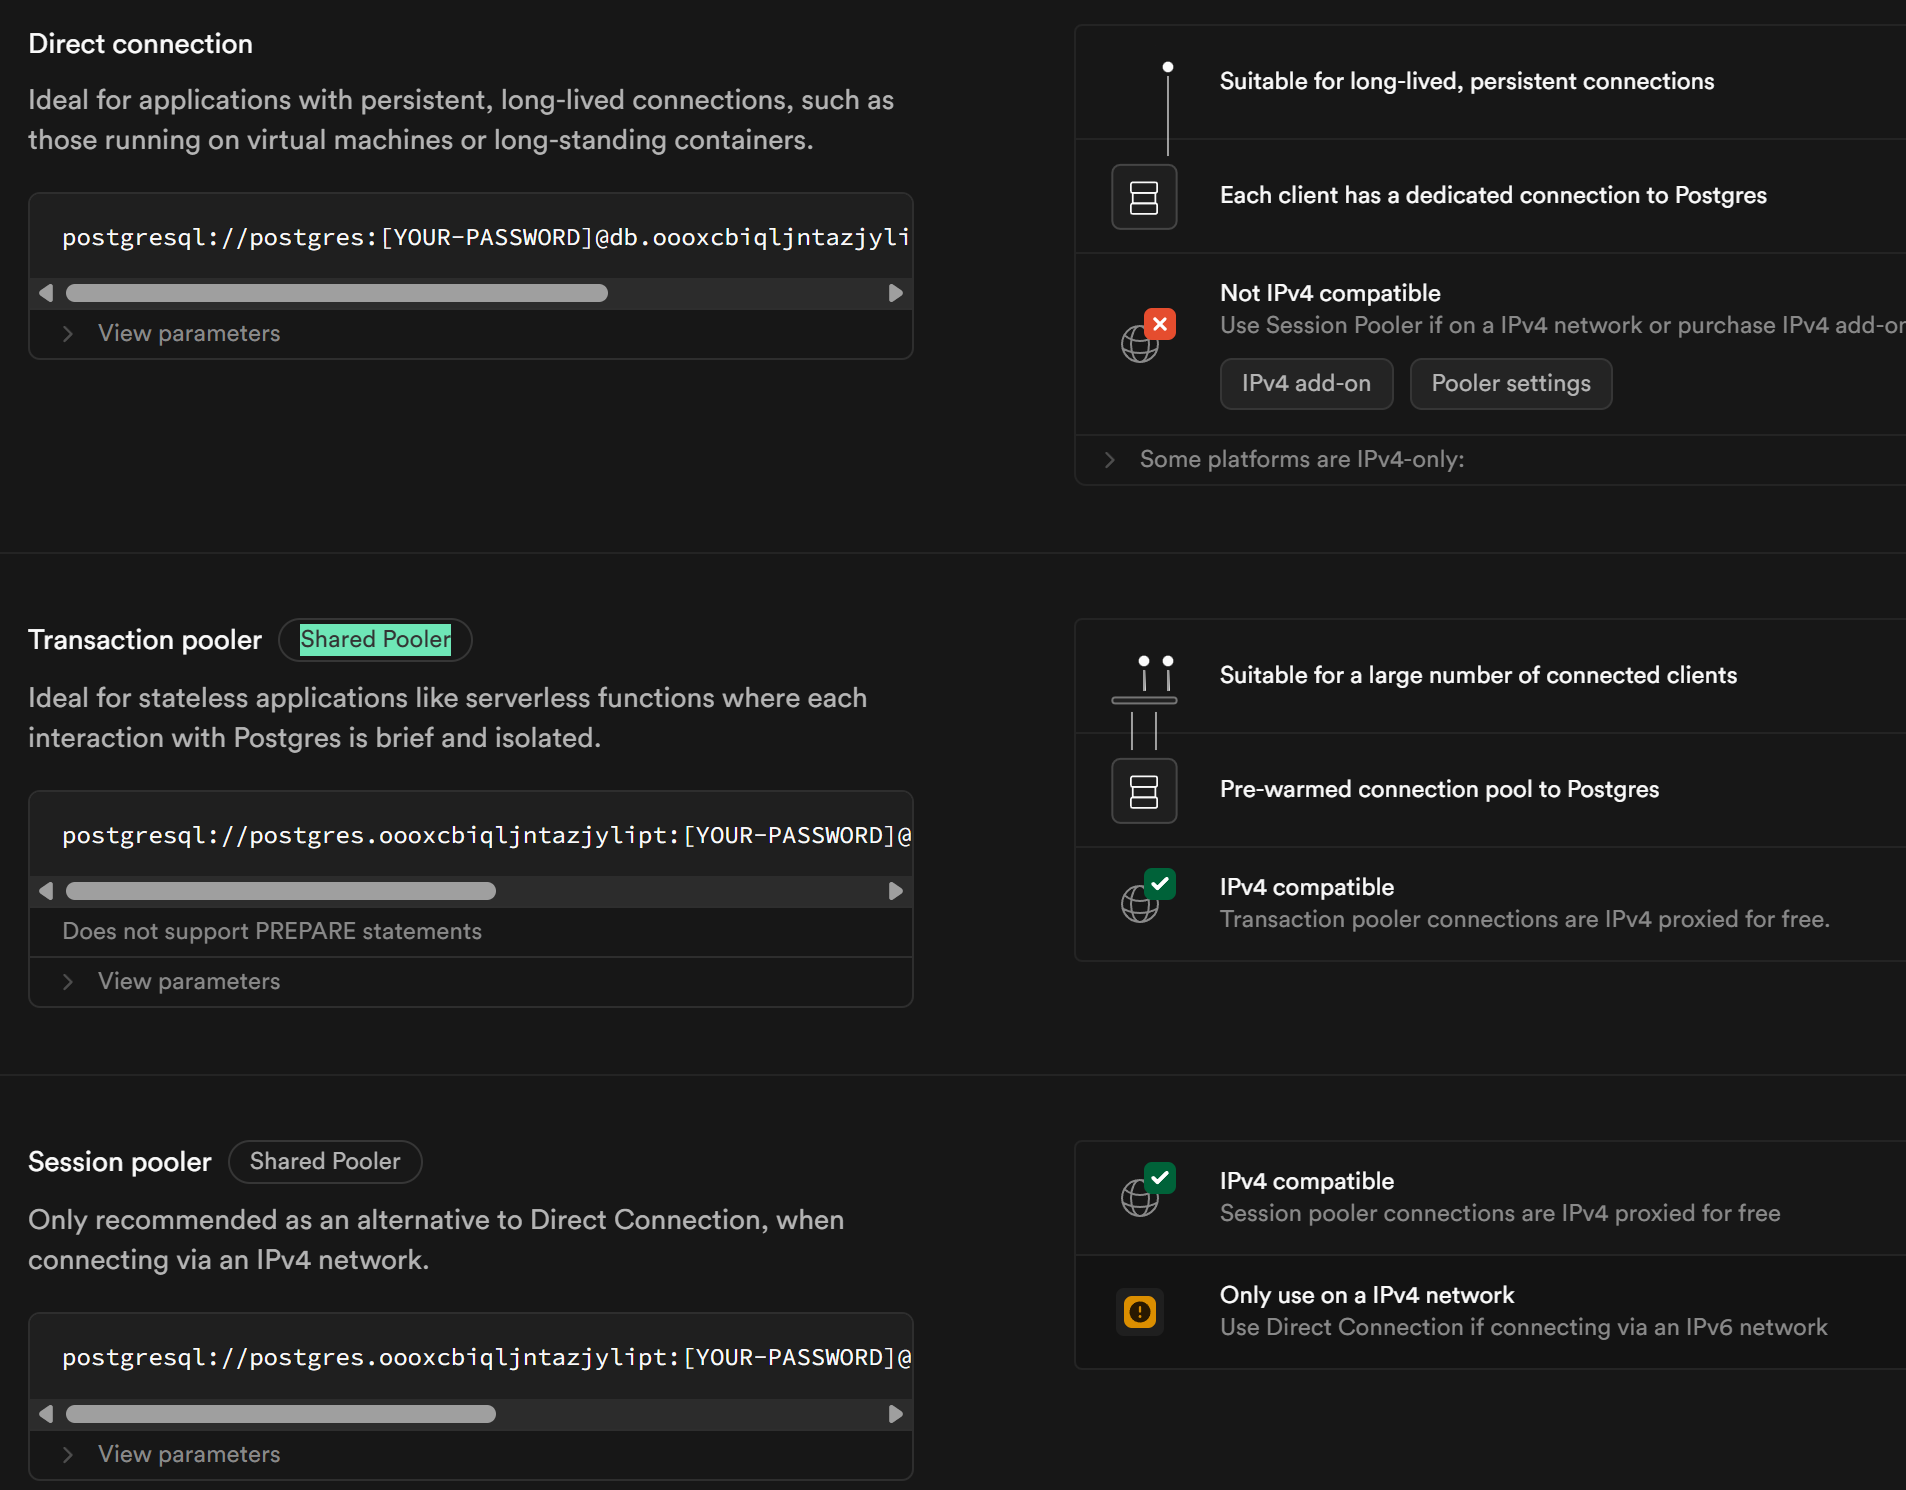 Direct connection
Ideal for applications with persistent, long-lived connections, such as
those running on virtual machines or long-standing containers.
postgresql://postgres:[YOUR-PASSWORD]@db.oooxcbiqljntazjyli
View parameters
Suitable for long-lived, persistent connections
Each client has a dedicated connection to Postgres
Not IPv4 compatible
Use Session Pooler if on a IPv4 network or purchase IPv4 add-on
IPv4 add-on
Pooler settings
Some platforms are IPv4-only:
Transaction pooler
Shared Pooler
Ideal for stateless applications like serverless functions where each
interaction with Postgres is brief and isolated.
postgresql://postgres.oooxcbiqljntazjylipt:[YOUR-PASSWORD]@
Does not support PREPARE statements
View parameters
Suitable for a large number of connected clients
Pre-warmed connection pool to Postgres
IPv4 compatible
Transaction pooler connections are IPv4 proxied for free.
Session pooler
Shared Pooler
Only recommended as an alternative to Direct Connection, when
connecting via an IPv4 network.
postgresql://postgres.oooxcbiqljntazjylipt:[YOUR-PASSWORD]@
View parameters
IPv4 compatible
Session pooler connections are IPv4 proxied for free
Only use on a IPv4 network
Use Direct Connection if connecting via an IPv6 network